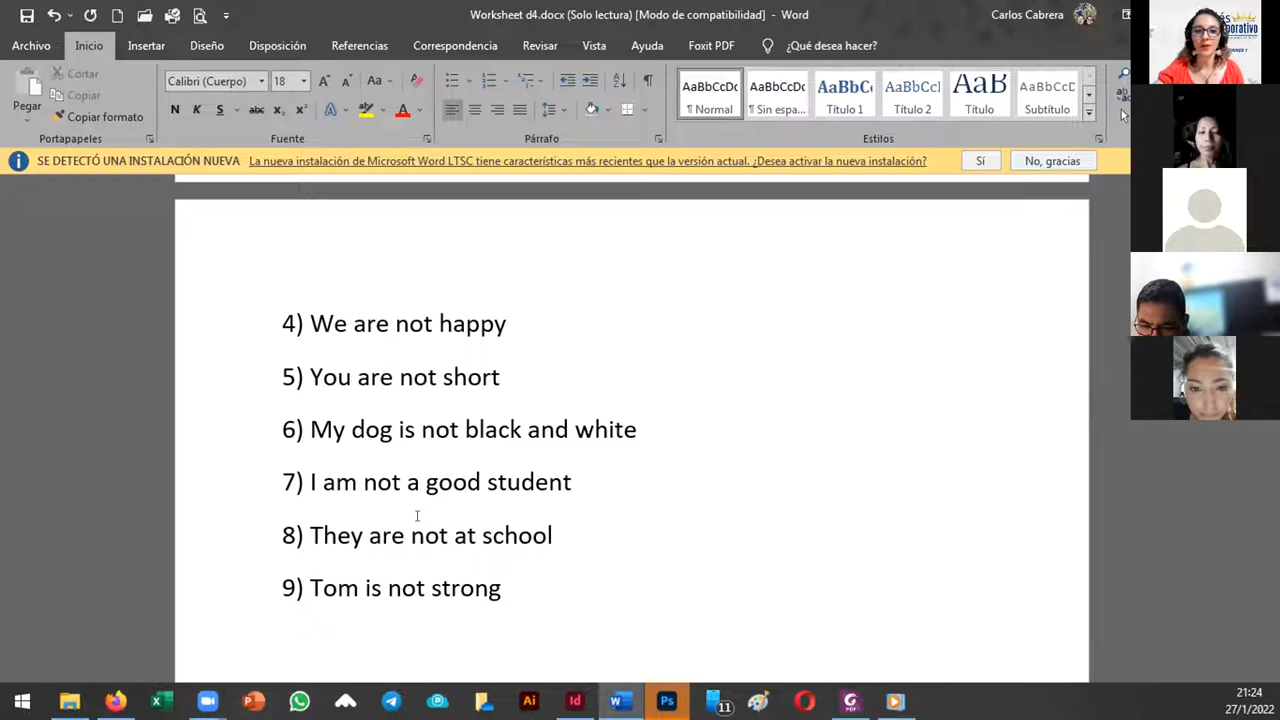 Worksheet d4.docx (Solo lectura) [Modo de compatibilidad] - Word
Carlos Cabrera
Archivo Inicio Insertar Diseño Disposición Referencias Correspondencia Revisar Vista Ayuda Foxit PDF ¿Qué desea hacer?
Pegar
Cortar
Copiar
Copiar formato
Portapapeles
Calibri (Cuerpo) 18
N K S abc x₂ x²
Fuente
Párrafo
AaBbCcDc AaBbCcDc AaBbC AaBbCcl AaB AaBbCcD
¶ Normal ¶ Sin espa... Título 1 Título 2 Título Subtítulo
Estilos
SE DETECTÓ UNA INSTALACIÓN NUEVA La nueva instalación de Microsoft Word LTSC tiene características más recientes que la versión actual. ¿Desea activar la nueva instalación? Sí No, gracias
4) We are not happy
5) You are not short
6) My dog is not black and white
7) I am not a good student
8) They are not at school
9) Tom is not strong
11
21:24
27/1/2022